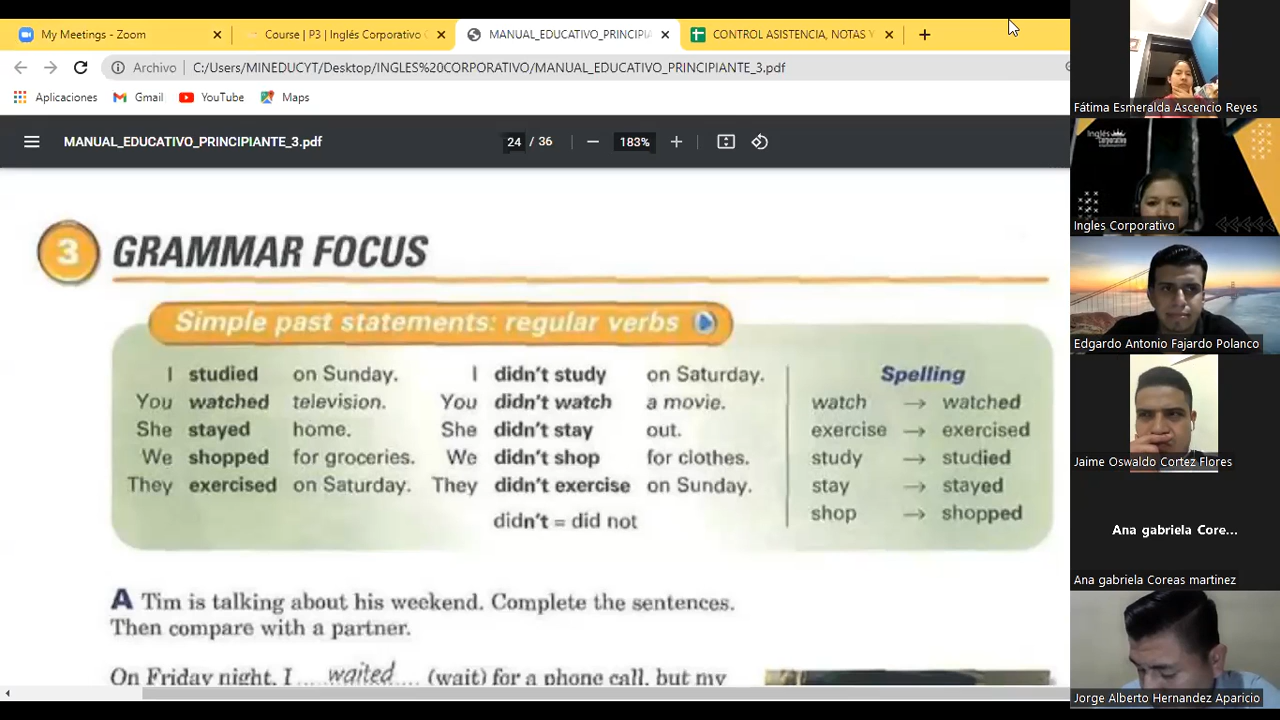 My Meetings - Zoom
Course | P3 | Inglés Corporativo
MANUAL_EDUCATIVO_PRINCIPIA
CONTROL ASISTENCIA, NOTAS Y
Archivo
C:/Users/MINEDUCYT/Desktop/INGLES%20CORPORATIVO/MANUAL_EDUCATIVO_PRINCIPIANTE_3.pdf
Aplicaciones Gmail YouTube Maps
MANUAL_EDUCATIVO_PRINCIPIANTE_3.pdf
24 / 36
183%
3 GRAMMAR FOCUS
Simple past statements: regular verbs
I studied on Sunday. I didn't study on Saturday. Spelling
You watched television. You didn't watch a movie. watch → watched
She stayed home. She didn't stay out. exercise → exercised
We shopped for groceries. We didn't shop for clothes. study → studied
They exercised on Saturday. They didn't exercise on Sunday. stay → stayed
didn't = did not shop → shopped
A Tim is talking about his weekend. Complete the sentences.
Then compare with a partner.
On Friday night, I .... waited .... (wait) for a phone call, but my
Fátima Esmeralda Ascencio Reyes
Inglés
Corporativo
Ingles Corporativo
Edgardo Antonio Fajardo Polanco
Jaime Oswaldo Cortez Flores
Ana gabriela Core...
Ana gabriela Coreas martinez
Jorge Alberto Hernandez Aparicio